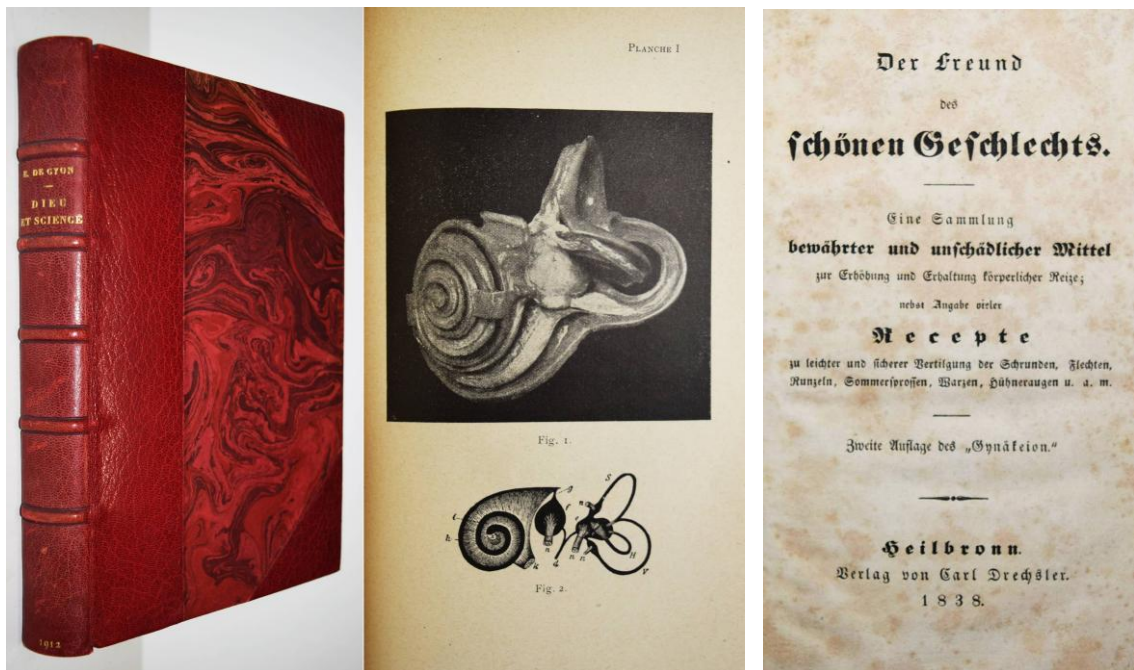 E. DE CYON
DIEU
ET SCIENCE
1912
PLANCHE I
Fig. 1.
Fig. 2.
Der Freund
des
schönen Geschlechts.
Eine Sammlung
bewährter und unschädlicher Mittel
zur Erhöhung und Erhaltung körperlicher Reize;
nebst Angabe vieler
Recepte
zu leichter und sicherer Vertilgung der Schrunden, Flechten,
Runzeln, Sommersprossen, Warzen, Hühneraugen u. a. m.
Zweite Auflage des „Gynäkeion.“
Heilbronn.
Verlag von Carl Drechsler.
1838.